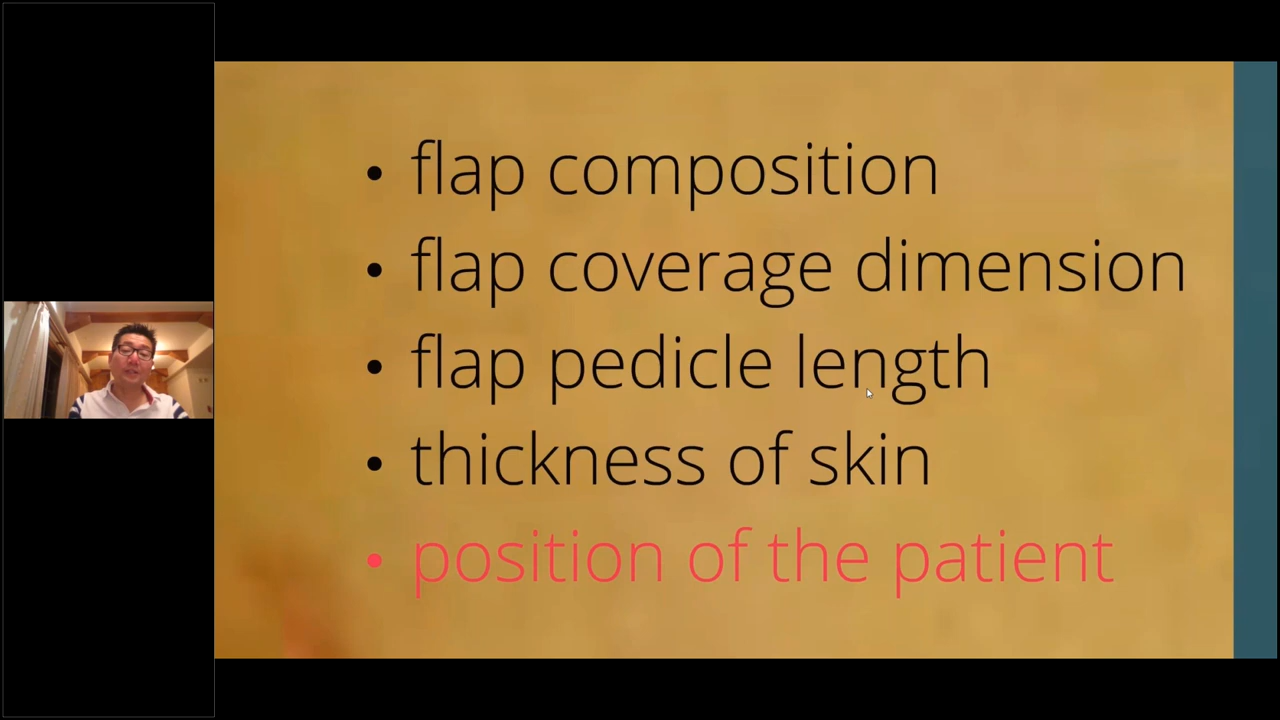 • flap composition
• flap coverage dimension
• flap pedicle length
• thickness of skin
• position of the patient